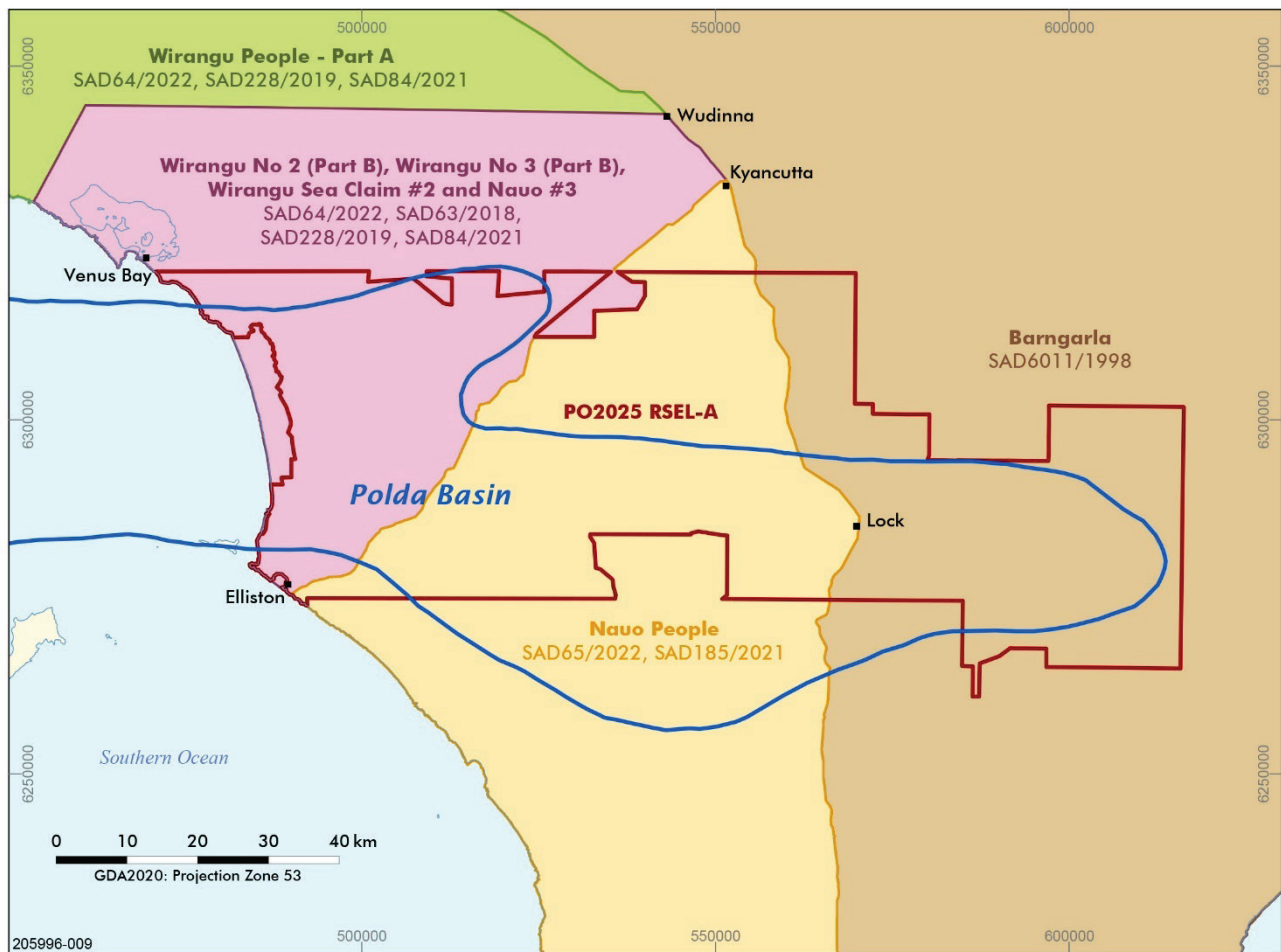 500000
550000
600000
6350000
6350000
Wirangu People - Part A
SAD64/2022, SAD228/2019, SAD84/2021
Wudinna
Wirangu No 2 (Part B), Wirangu No 3 (Part B),
Wirangu Sea Claim #2 and Nauo #3
SAD64/2022, SAD63/2018,
SAD228/2019, SAD84/2021
Kyancutta
Venus Bay
Barngarla
SAD6011/1998
PO2025 RSEL-A
6300000
6300000
Polda Basin
Lock
Elliston
Nauo People
SAD65/2022, SAD185/2021
Southern Ocean
6250000
6250000
0 10 20 30 40 km
GDA2020: Projection Zone 53
205996-009
500000
550000
600000